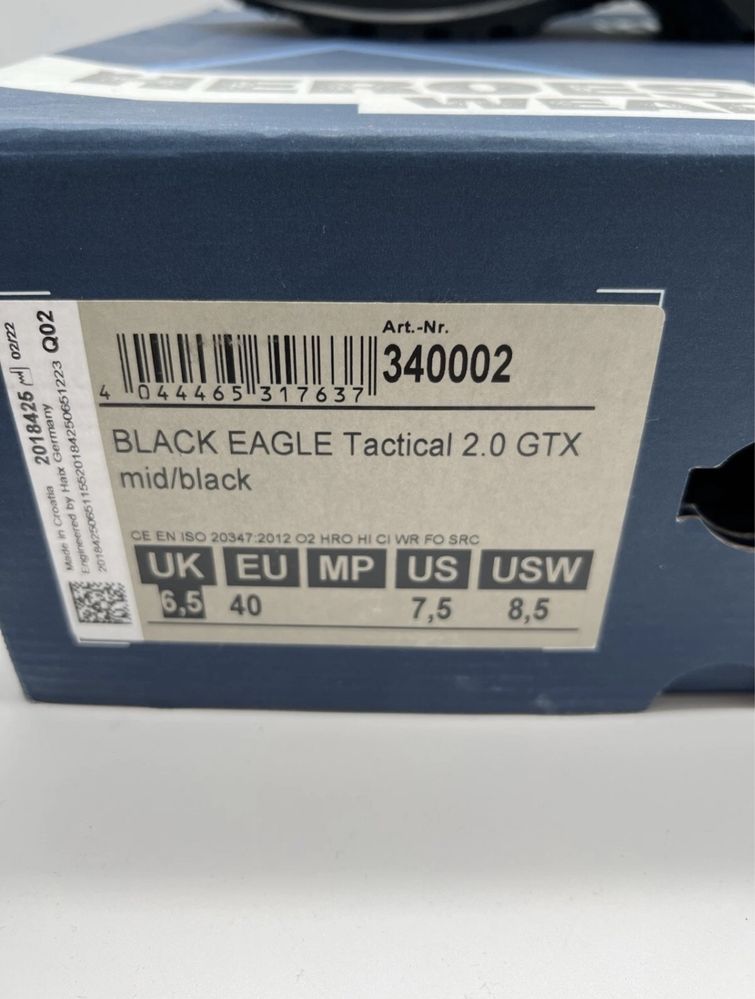 HEROES
WEAR
2018425 02/22 Q02
Made in Croatia
Engineered by Haix Germany
Art.-Nr.
340002
4 044465 317637
BLACK EAGLE Tactical 2.0 GTX
mid/black
CE EN ISO 20347:2012 O2 HRO HI CI WR FO SRC
UK EU MP US USW
6,5 40 7,5 8,5